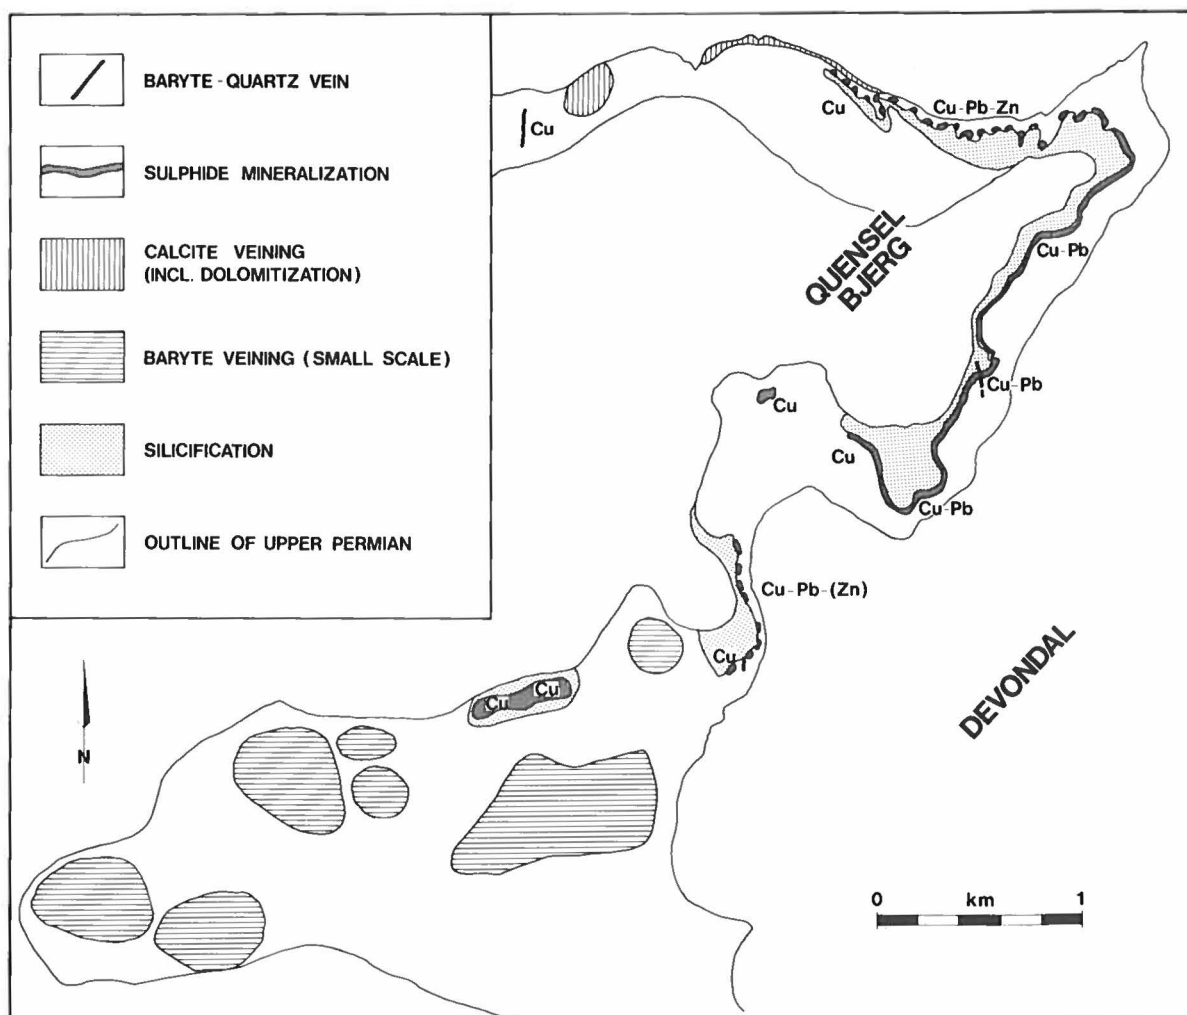 BARYTE-QUARTZ VEIN
SULPHIDE MINERALIZATION
CALCITE VEINING
(INCL. DOLOMITIZATION)
BARYTE VEINING (SMALL SCALE)
SILICIFICATION
OUTLINE OF UPPER PERMIAN
Cu
Cu
Cu-Pb-Zn
QUENSEL
BJERG
Cu-Pb
Cu-Pb
Cu
Cu
Cu-Pb
Cu-Pb-(Zn)
Cu
Cu
Cu
DEVONDAL
N
0 km 1